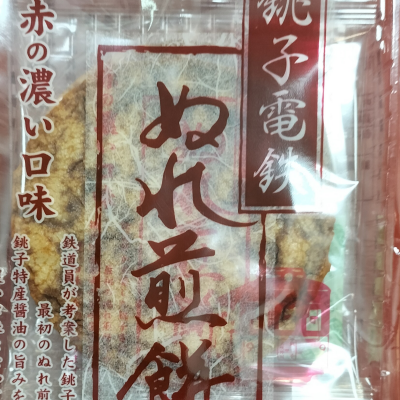 銚子電鉄
ぬれ煎餅
赤の濃い口味
鉄道員が考案した銚子
最初のぬれ煎
銚子特産醤油の旨みを